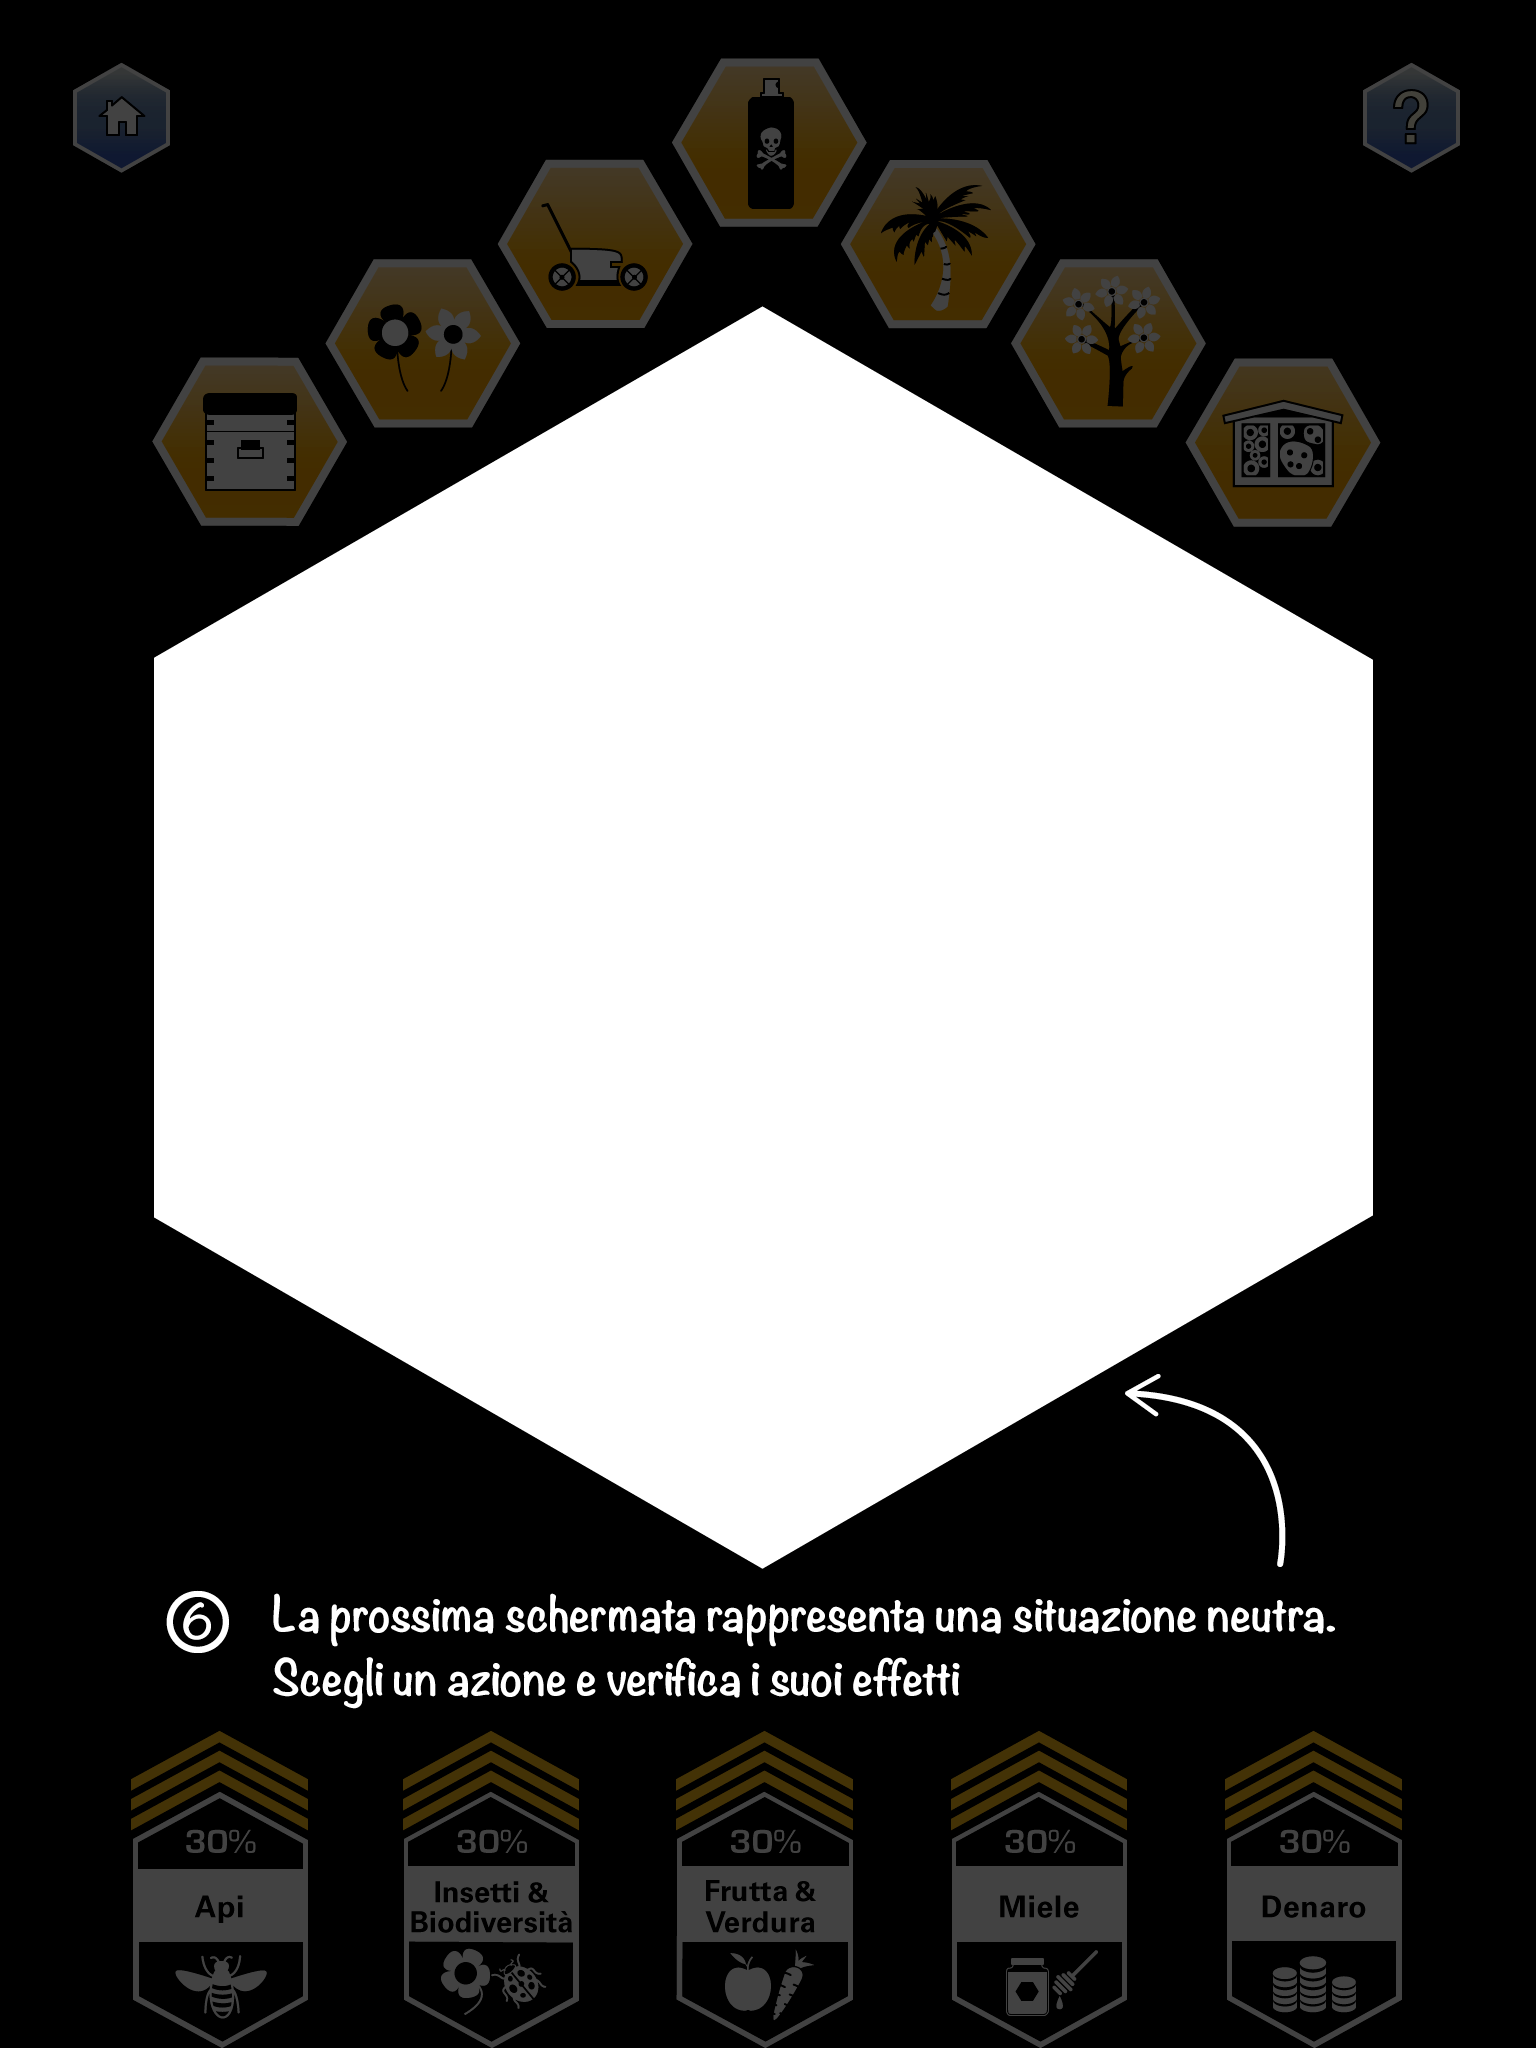 ?
6 La prossima schermata rappresenta una situazione neutra.
Scegli un azione e verifica i suoi effetti
30%
Api
30%
Insetti &
Biodiversità
30%
Frutta &
Verdura
30%
Miele
30%
Denaro